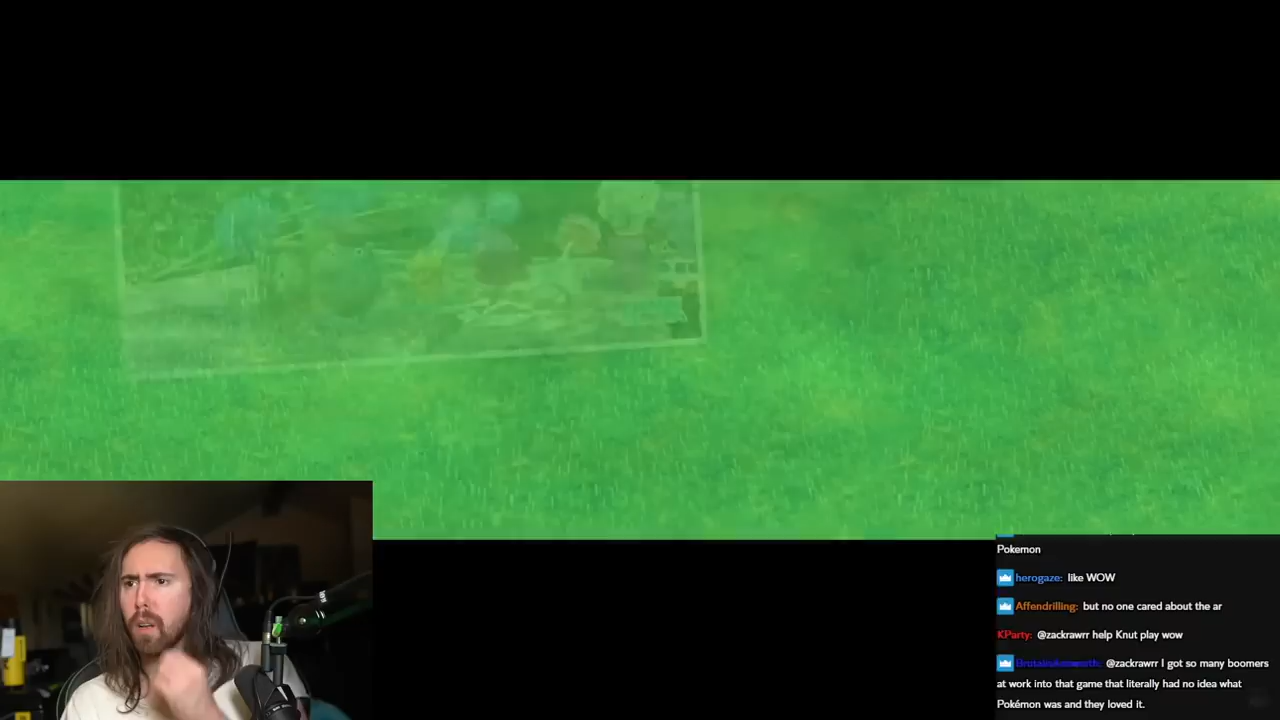 Pokemon
herogaze: like WOW
Affendrilling: but no one cared about the ar
KParty: @zackrawrr help Knut play wow
@zackrawrr I got so many boomers
at work into that game that literally had no idea what
Pokémon was and they loved it.